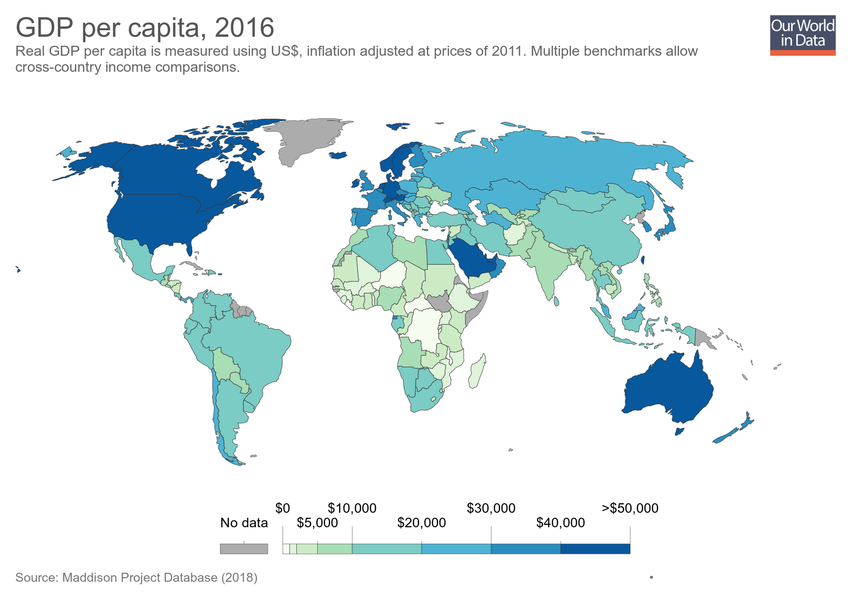 GDP per capita, 2016
Our World
in Data
Real GDP per capita is measured using US$, inflation adjusted at prices of 2011. Multiple benchmarks allow
cross-country income comparisons.
$0 $10,000 $30,000 >$50,000
No data $5,000 $20,000 $40,000
Source: Maddison Project Database (2018)